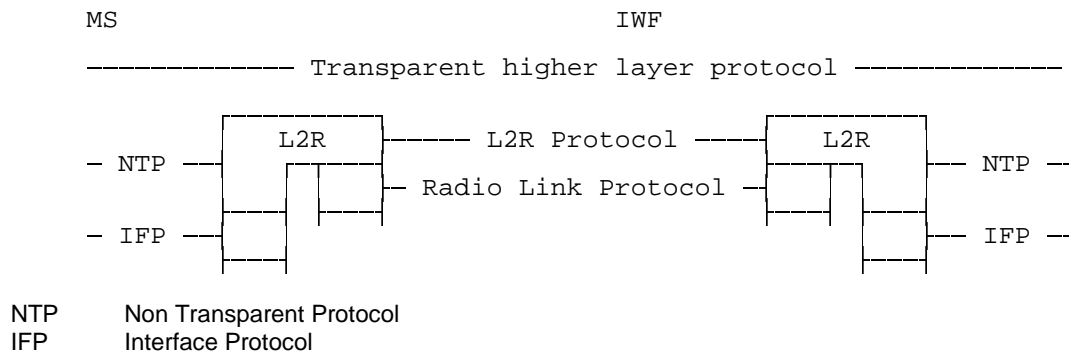 MS IWF
Transparent higher layer protocol
L2R L2R Protocol L2R
NTP NTP
Radio Link Protocol
IFP IFP
NTP Non Transparent Protocol
IFP Interface Protocol